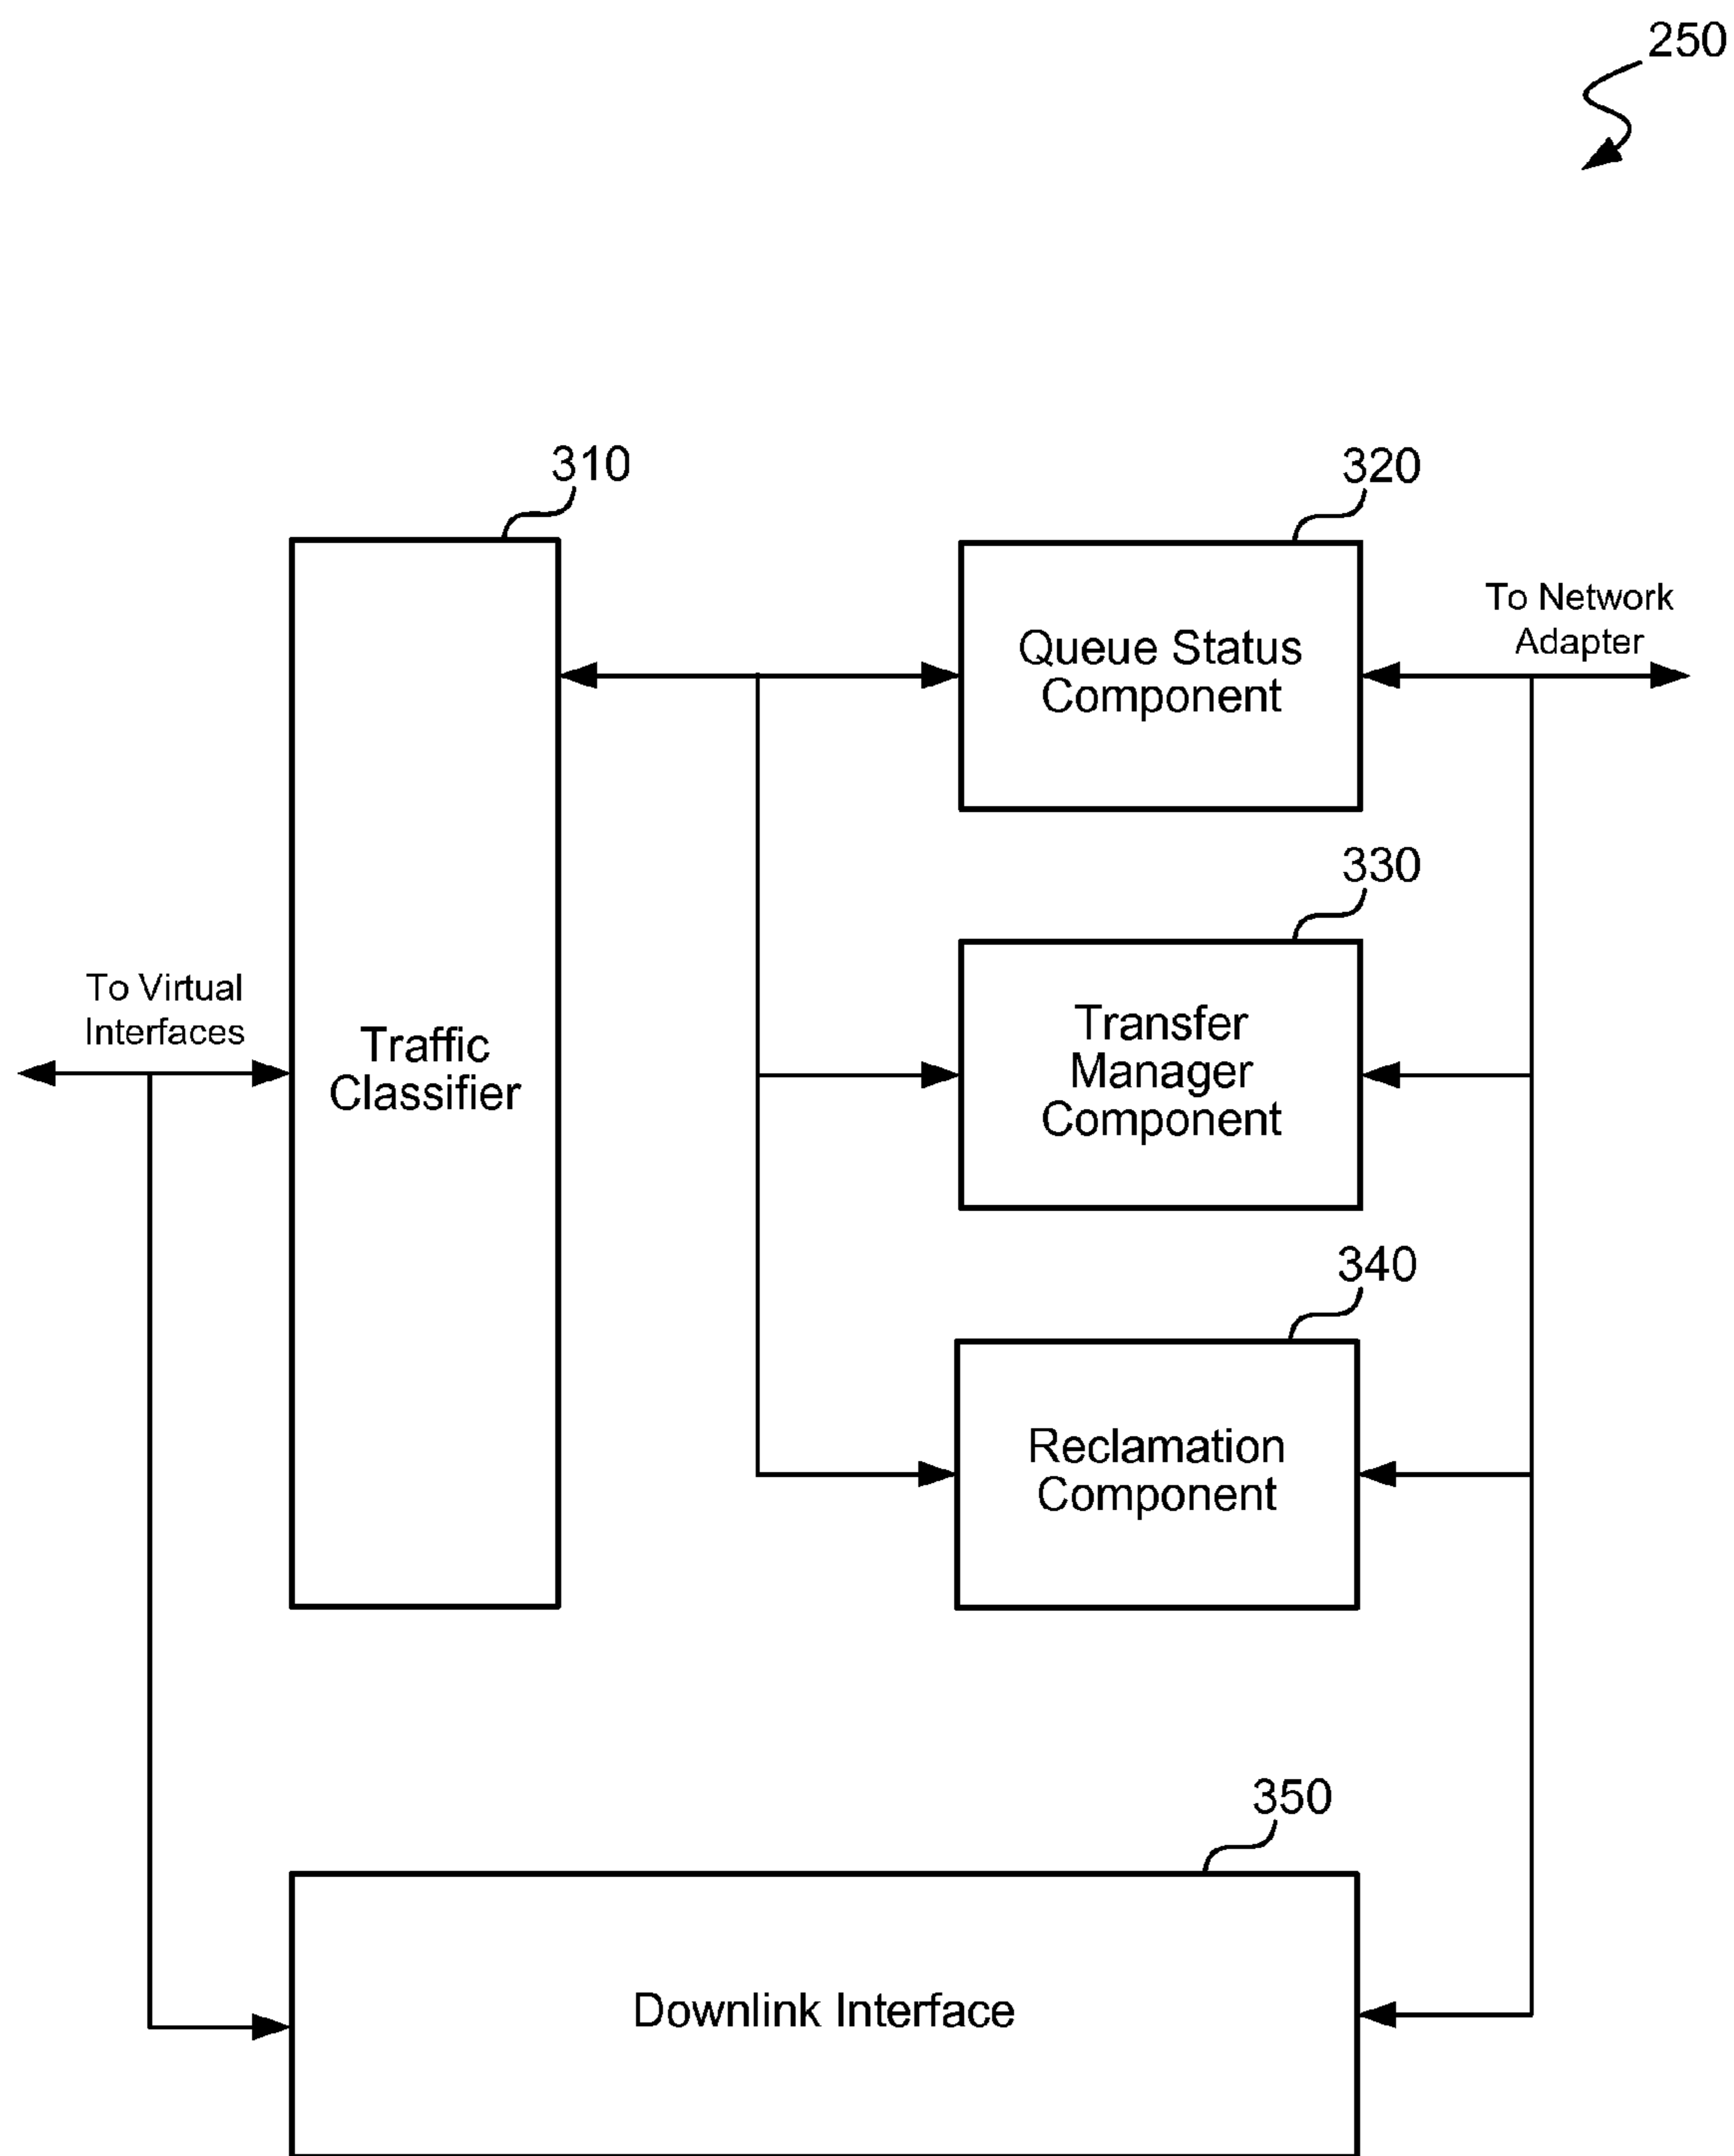 250
310
320
To Network
Adapter
Queue Status
Component
330
To Virtual
Interfaces
Traffic
Classifier
Transfer
Manager
Component
340
Reclamation
Component
350
Downlink Interface